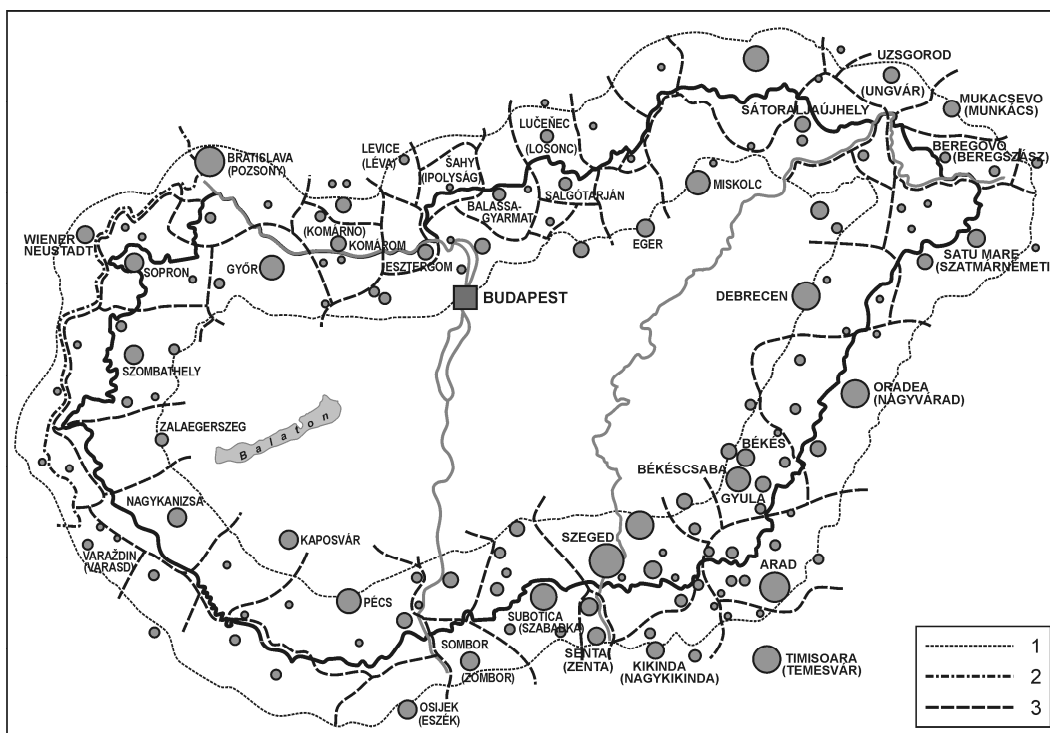 UZSGOROD
(UNGVÁR)
MUKACSEVO
(MUNKÁCS)
SÁTORALJAÚJHELY
LUČEŇEC
(LOSONC)
BEREGOVO
(BEREGSZÁSZ)
LEVICE
(LÉVA)
ŠAHY
(IPOLYSÁG)
BRATISLAVA
(POZSONY)
MISKOLC
SALGÓTARJÁN
BALASSA-
GYARMAT
(KOMÁRNO)
KOMÁROM
EGER
WIENER
NEUSTADT
SATU MARE
(SZATMÁRNÉMETI
ESZTERGOM
SOPRON
GYŐR
BUDAPEST
DEBRECEN
SZOMBATHELY
ORADEA
(NAGYVÁRAD)
Balaton
ZALAEGERSZEG
BÉKÉS
BÉKÉSCSABA
GYULA
NAGYKANIZSA
KAPOSVÁR
SZEGED
VARAŽDIN
(VARASD)
ARAD
PÉCS
SUBOTICA
(SZABADKA)
SOMBOR
(ZOMBOR)
SENTA
(ZENTA)
KIKINDA
(NAGYKIKINDA)
TIMISOARA
(TEMESVÁR)
OSIJEK
(ESZÉK)
1
2
3